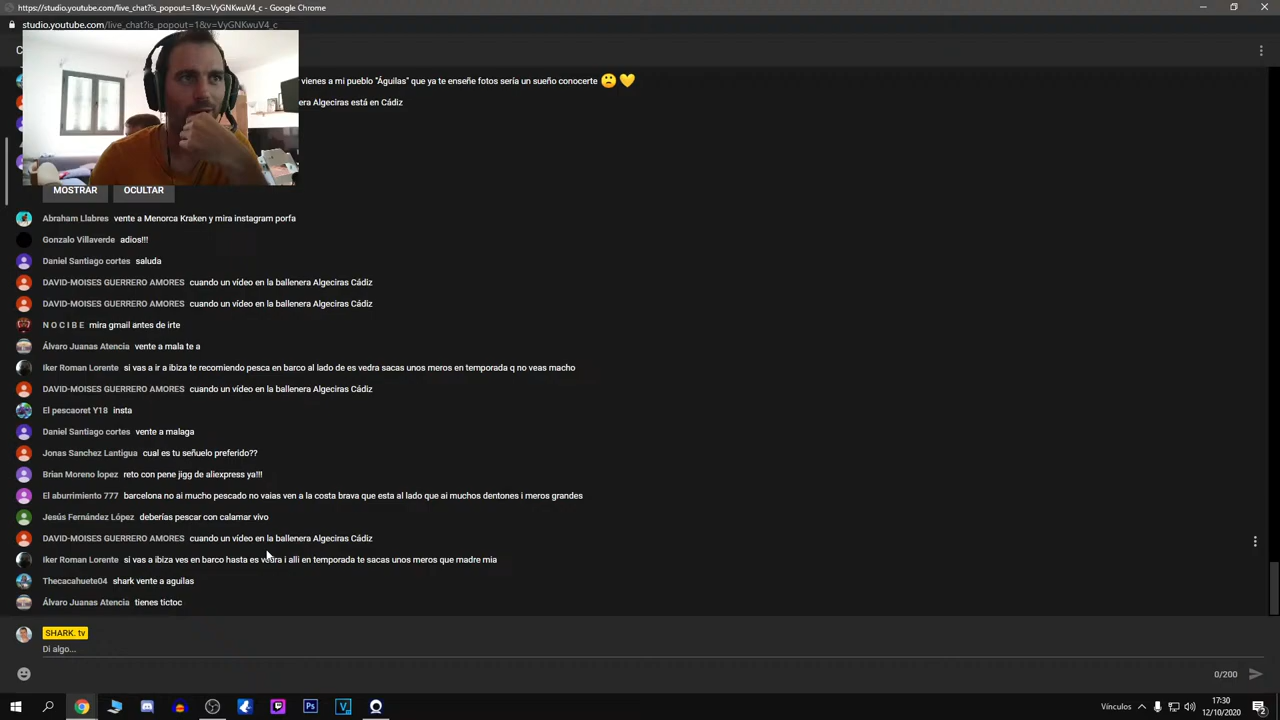 https://studio.youtube.com/live_chat?is_popout=1&v=VyGNKwuV4_c - Google Chrome
studio.youtube.com/live_chat?is_popout=1&v=VyGNKwuV4_c
vienes a mi pueblo "Águilas" que ya te enseñe fotos sería un sueño conocerte
Algeciras está en Cádiz
MOSTRAR OCULTAR
Abraham Llabres vente a Menorca Kraken y mira instagram porfa
Gonzalo Villaverde adios!!!
Daniel Santiago cortes saluda
DAVID-MOISES GUERRERO AMORES cuando un vídeo en la ballenera Algeciras Cádiz
DAVID-MOISES GUERRERO AMORES cuando un vídeo en la ballenera Algeciras Cádiz
N O C I B E mira gmail antes de irte
Álvaro Juanas Atencia vente a mala te a
Iker Roman Lorente si vas a ir a ibiza te recomiendo pesca en barco al lado de es vedra sacas unos meros en temporada q no veas macho
DAVID-MOISES GUERRERO AMORES cuando un vídeo en la ballenera Algeciras Cádiz
El pescaoret Y18 insta
Daniel Santiago cortes vente a malaga
Jonas Sanchez Lantigua cual es tu señuelo preferido??
Brian Moreno lopez reto con pene jigg de aliexpress ya!!!
El aburrimiento 777 barcelona no ai mucho pescado no vaias ven a la costa brava que esta al lado que ai muchos dentones i meros grandes
Jesús Fernández López deberías pescar con calamar vivo
DAVID-MOISES GUERRERO AMORES cuando un vídeo en la ballenera Algeciras Cádiz
Iker Roman Lorente si vas a ibiza ves en barco hasta es vedra i alli en temporada te sacas unos meros que madre mia
Thecacahuete04 shark vente a aguilas
Álvaro Juanas Atencia tienes tictoc
SHARK. tv
Di algo...
0/200
Vínculos
17:30
12/10/2020